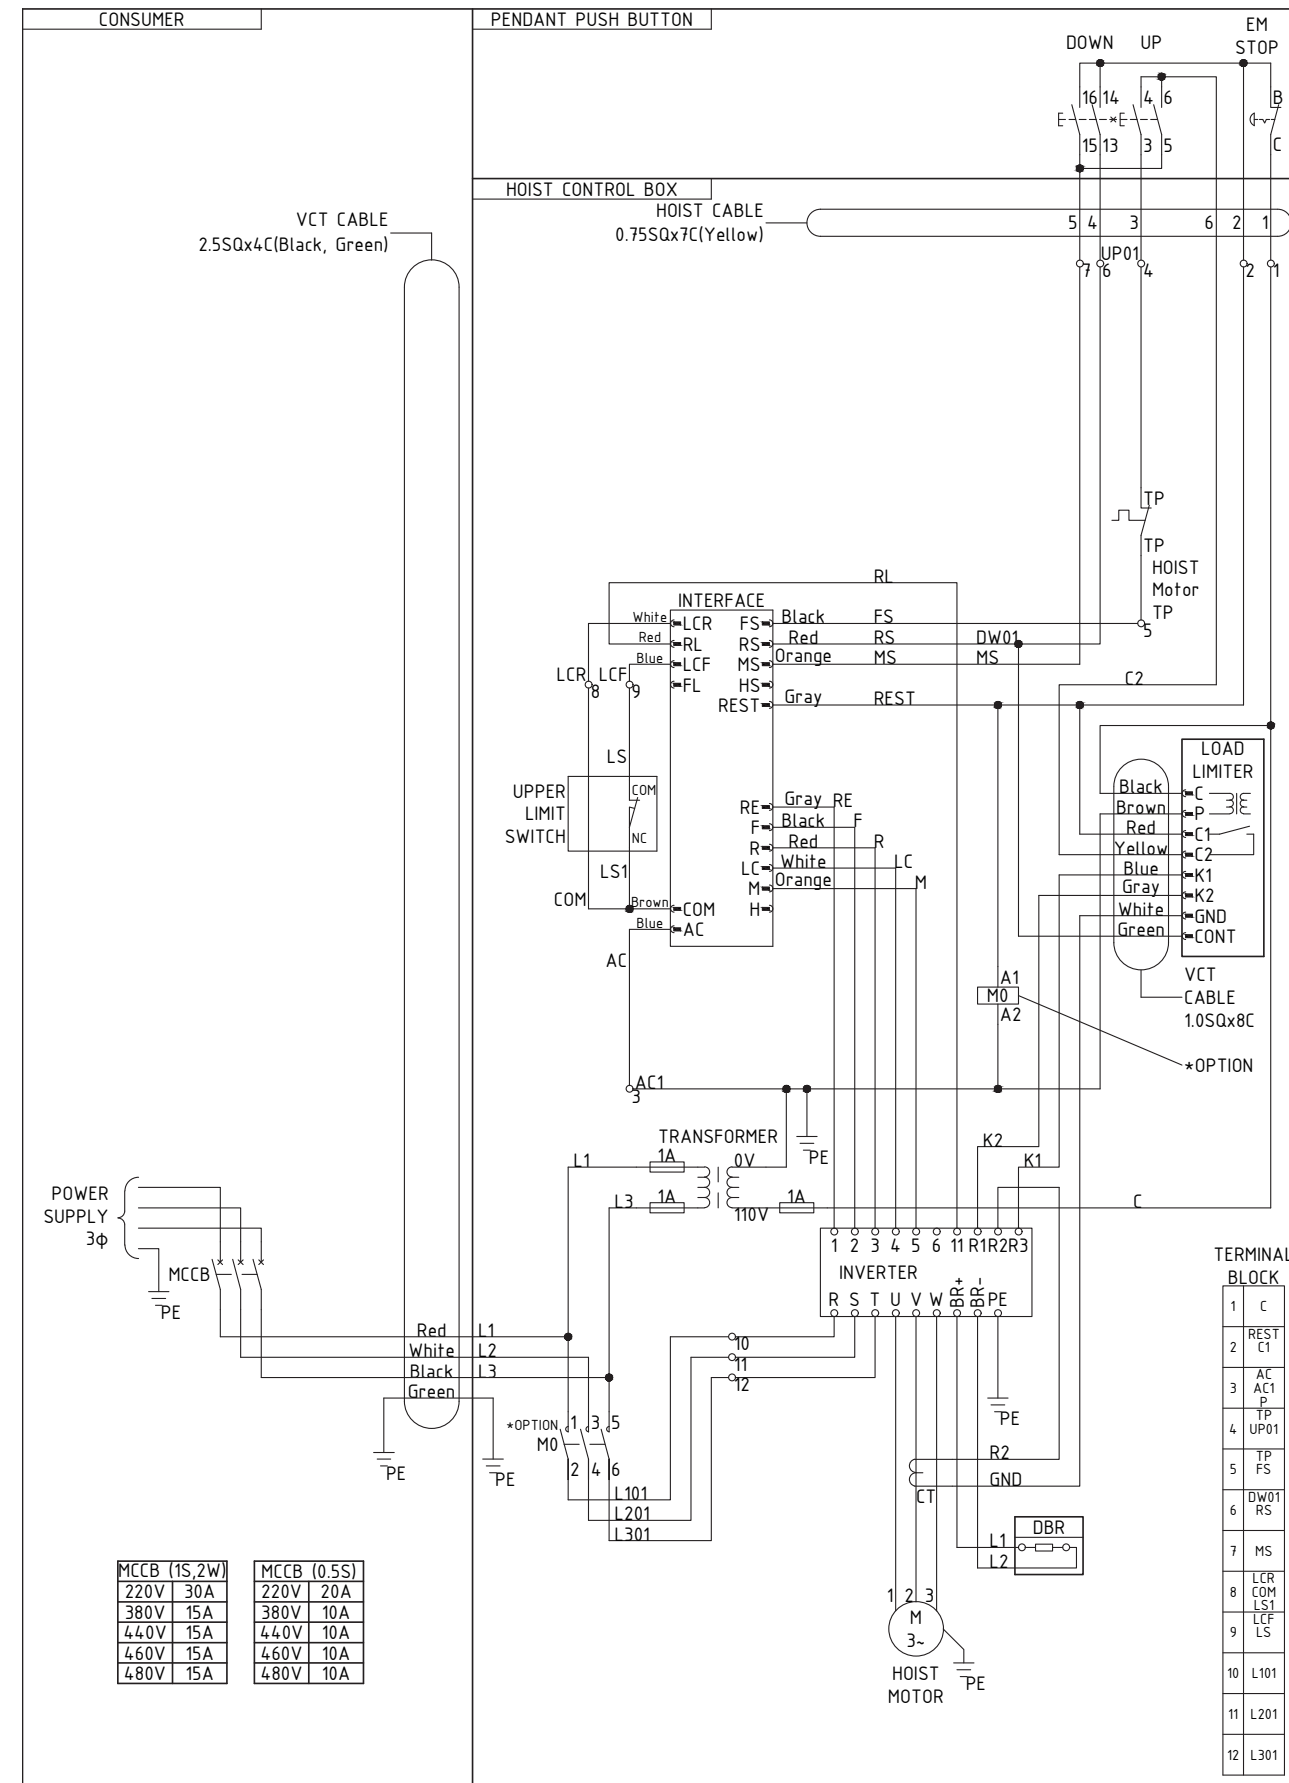 CONSUMER
PENDANT PUSH BUTTON
EM
STOP
DOWN UP
16 14 4 6 B
15 13 3 5 C
HOIST CONTROL BOX
VCT CABLE
2.5SQx4C(Black, Green)
HOIST CABLE
0.75SQx7C(Yellow)
5 4 3 6 2 1
UP01
7 6 4 2 1
TP
TP
HOIST
Motor
TP
5
RL
INTERFACE
White LCR FS Black FS
Red RL RS Red RS DW01
Blue LCF MS Orange MS MS
LCR LCF FL HS C2
8 9
REST Gray REST
LS
UPPER
LIMIT
SWITCH
COM
NC
LS1
COM
RE Gray RE
F Black F
R Red R
LC White LC
M Orange M
Brown COM H
Blue AC
AC
LOAD
LIMITER
Black C
Brown P
Red C1
Yellow C2
Blue K1
Gray K2
White GND
Green CONT
VCT
CABLE
1.0SQx8C
A1
M0
A2
*OPTION
AC1
3
TRANSFORMER
L1 1A 0V PE
L3 1A 110V 1A C
K2
K1
POWER
SUPPLY
3φ
MCCB
PE
1 2 3 4 5 6 11 R1 R2 R3
INVERTER
R S T U V W BR+ BR- PE
Red L1
White L2
Black L3
Green
10
11
12
PE
PE
PE
*OPTION
M0
1 3 5
2 4 6
L101
L201
L301
R2
GND
CT
DBR
L1
L2
1 2 3
M
3~
HOIST
MOTOR
PE
MCCB (1S,2W)
220V 30A
380V 15A
440V 15A
460V 15A
480V 15A
MCCB (0.5S)
220V 20A
380V 10A
440V 10A
460V 10A
480V 10A
TERMINAL
BLOCK
1 C
2 REST C1
3 AC AC1 P
4 TP UP01
5 TP FS
6 DW01 RS
7 MS
8 LCR COM LS1
9 LCF LS
10 L101
11 L201
12 L301